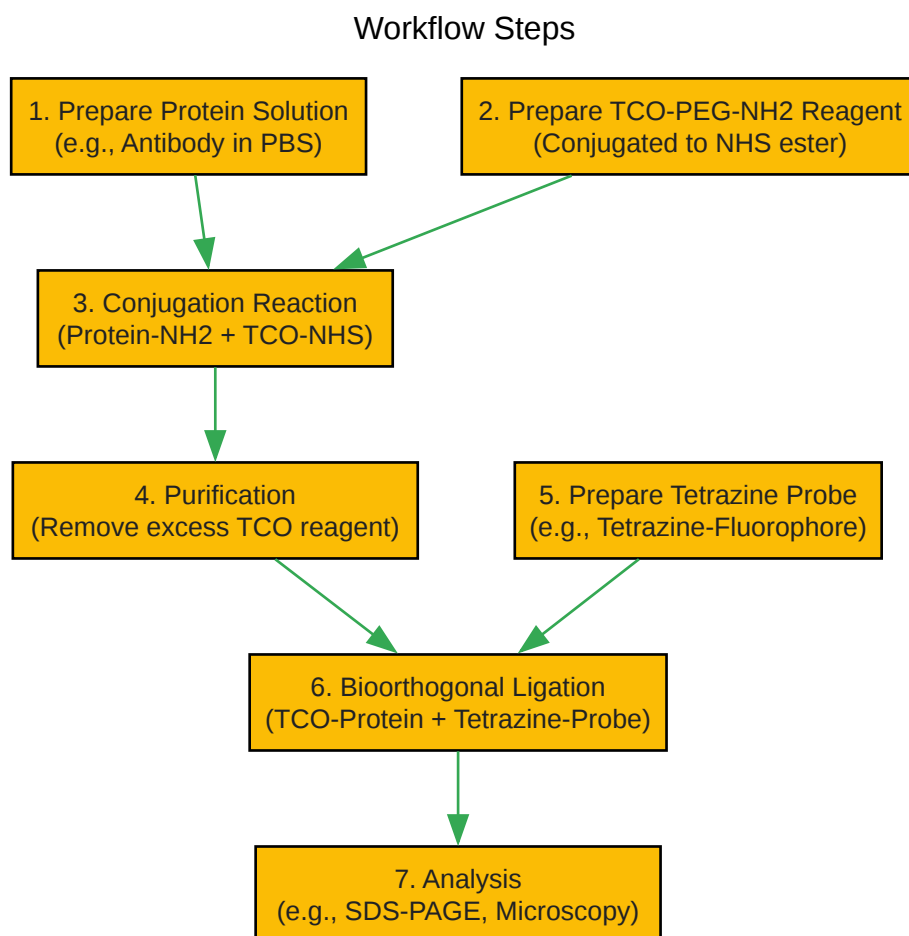 Workflow Steps
1. Prepare Protein Solution
(e.g., Antibody in PBS)
2. Prepare TCO-PEG-NH2 Reagent
(Conjugated to NHS ester)
3. Conjugation Reaction
(Protein-NH2 + TCO-NHS)
4. Purification
(Remove excess TCO reagent)
5. Prepare Tetrazine Probe
(e.g., Tetrazine-Fluorophore)
6. Bioorthogonal Ligation
(TCO-Protein + Tetrazine-Probe)
7. Analysis
(e.g., SDS-PAGE, Microscopy)